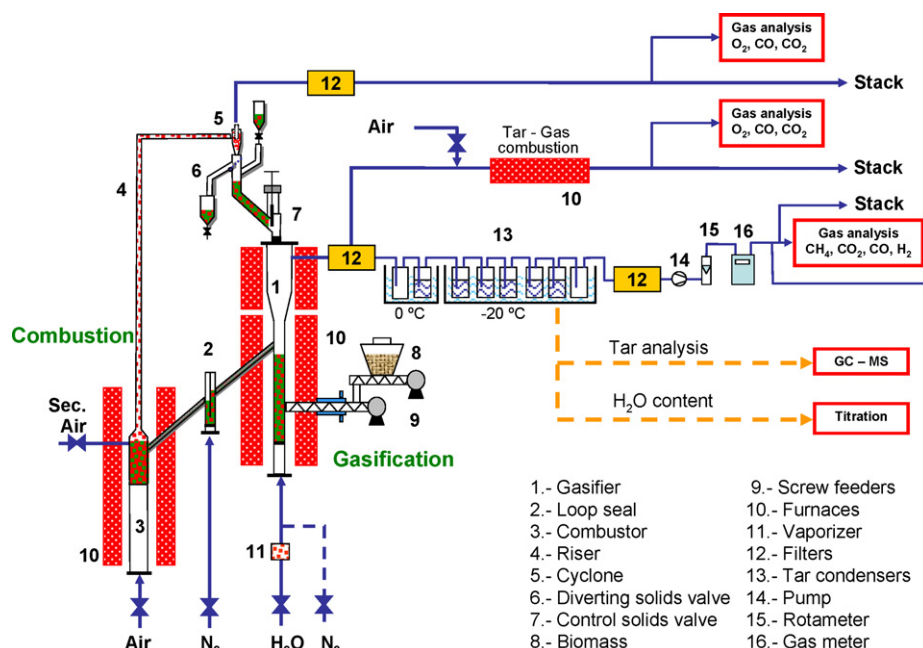 Gas analysis
O₂, CO, CO₂
12
Stack
5
Gas analysis
O₂, CO, CO₂
Air
Tar - Gas
combustion
6
4
7
10
Stack
Stack
13
15
16
12
14
12
Gas analysis
CH₄, CO₂, CO, H₂
1
0 ºC
-20 ºC
Combustion
2
10
8
Tar analysis
GC – MS
9
H₂O content
Titration
Sec.
Air
Gasification
3
10
11
Air
N₂
H₂O
N₂
1.- Gasifier
2.- Loop seal
3.- Combustor
4.- Riser
5.- Cyclone
6.- Diverting solids valve
7.- Control solids valve
8.- Biomass
9.- Screw feeders
10.- Furnaces
11.- Vaporizer
12.- Filters
13.- Tar condensers
14.- Pump
15.- Rotameter
16.- Gas meter